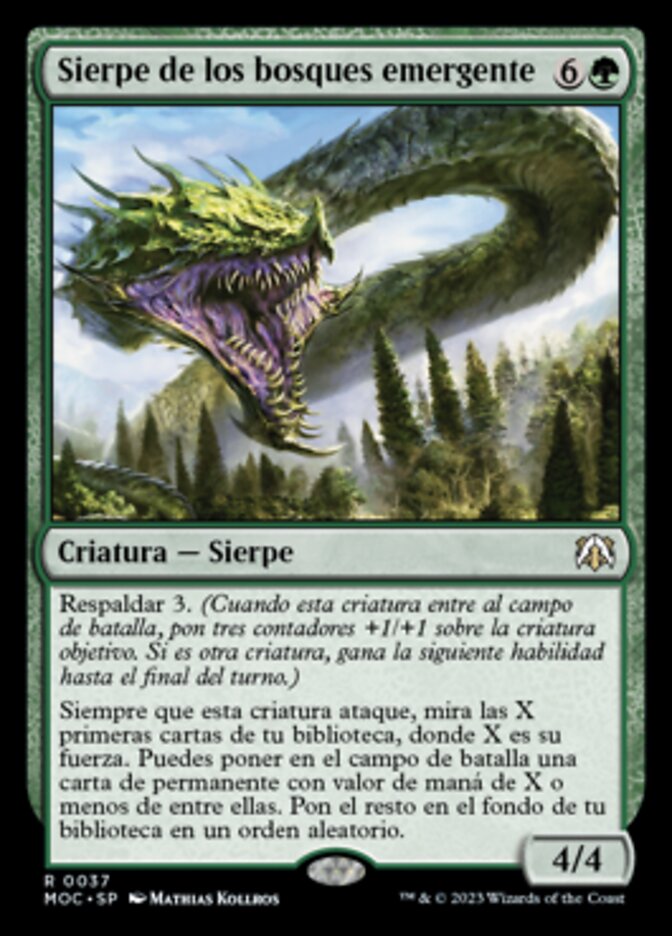 Sierpe de los bosques emergente 6
Criatura — Sierpe
Respaldar 3. (Cuando esta criatura entre al campo
de batalla, pon tres contadores +1/+1 sobre la criatura
objetivo. Si es otra criatura, gana la siguiente habilidad
hasta el final del turno.)
Siempre que esta criatura ataque, mira las X
primeras cartas de tu biblioteca, donde X es su
fuerza. Puedes poner en el campo de batalla una
carta de permanente con valor de maná de X o
menos de entre ellas. Pon el resto en el fondo de tu
biblioteca en un orden aleatorio.
4/4
R 0037
MOC • SP Mathias Kollros
™ & © 2023 Wizards of the Coast